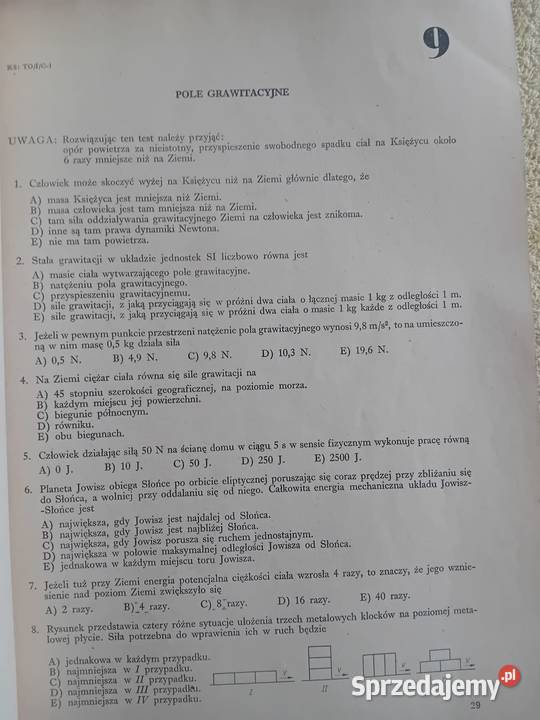 9
KS: TO/I/G-1
POLE GRAWITACYJNE
UWAGA: Rozwiązując ten test należy przyjąć:
opór powietrza za nieistotny, przyspieszenie swobodnego spadku ciał na Księżycu około
6 razy mniejsze niż na Ziemi.
1. Człowiek może skoczyć wyżej na Księżycu niż na Ziemi głównie dlatego, że
A) masa Księżyca jest mniejsza niż Ziemi.
B) masa człowieka jest tam mniejsza niż na Ziemi.
C) tam siła oddziaływania grawitacyjnego Ziemi na człowieka jest znikoma.
D) inne są tam prawa dynamiki Newtona.
E) nie ma tam powietrza.
2. Stała grawitacji w układzie jednostek SI liczbowo równa jest
A) masie ciała wytwarzającego pole grawitacyjne.
B) natężeniu pola grawitacyjnego.
C) przyspieszeniu grawitacyjnemu.
D) sile grawitacji, z jaką przyciągają się w próżni dwa ciała o łącznej masie 1 kg z odległości 1 m.
E) sile grawitacji, z jaką przyciągają się w próżni dwa ciała o masie 1 kg każde z odległości 1 m.
3. Jeżeli w pewnym punkcie przestrzeni natężenie pola grawitacyjnego wynosi 9,8 m/s², to na umieszczo-
ną w nim masę 0,5 kg działa siła
A) 0,5 N. B) 4,9 N. C) 9,8 N. D) 10,3 N. E) 19,6 N.
4. Na Ziemi ciężar ciała równa się sile grawitacji na
A) 45 stopniu szerokości geograficznej, na poziomie morza.
B) każdym miejscu jej powierzchni.
C) biegunie północnym.
D) równiku.
E) obu biegunach.
5. Człowiek działając siłą 50 N na ścianę domu w ciągu 5 s w sensie fizycznym wykonuje pracę równą
A) 0 J. B) 10 J. C) 50 J. D) 250 J. E) 2500 J.
6. Planeta Jowisz obiega Słońce po orbicie eliptycznej poruszając się coraz prędzej przy zbliżaniu się
do Słońca, a wolniej przy oddalaniu się od niego. Całkowita energia mechaniczna układu Jowisz-
-Słońce jest
A) największa, gdy Jowisz jest najdalej od Słońca.
B) największa, gdy Jowisz jest najbliżej Słońca.
C) największa, gdy Jowisz porusza się ruchem jednostajnym.
D) największa w połowie maksymalnej odległości Jowisza od Słońca.
E) jednakowa w każdym miejscu toru Jowisza.
7. Jeżeli tuż przy Ziemi energia potencjalna ciężkości ciała wzrosła 4 razy, to znaczy, że jego wznie-
sienie nad poziom Ziemi zwiększyło się
A) 2 razy. B) 4 razy. C) 8 razy. D) 16 razy. E) 40 razy.
8. Rysunek przedstawia cztery różne sytuacje ułożenia trzech metalowych klocków na poziomej meta-
lowej płycie. Siła potrzebna do wprawienia ich w ruch będzie
A) jednakowa w każdym przypadku.
B) najmniejsza w I przypadku.
C) najmniejsza w II przypadku.
D) najmniejsza w III przypadku.
E) najmniejsza w IV przypadku.
v v v v
I II
Sprzedajemy.pl
29